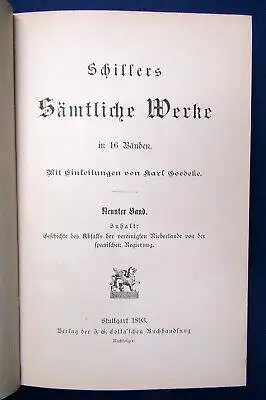 Schillers
Sämtliche Werke
in 16 Bänden.
Mit Einleitungen von Karl Goedeke.
Neunter Band.
Inhalt:
Geschichte des Abfalls der vereinigten Niederlande von der
spanischen Regierung.
Stuttgart 1893.
Verlag der J. G. Cotta'schen Buchhandlung
Nachfolger.